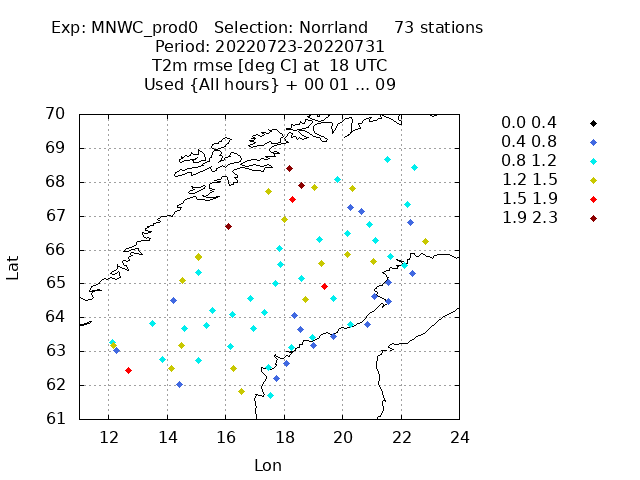 Exp: MNWC_prod0   Selection: Norrland     73 stations
Period: 20220723-20220731
T2m rmse [deg C] at  18 UTC
Used {All hours} + 00 01 ... 09
70
69
68
67
66
65
64
63
62
61
Lat
12 14 16 18 20 22 24
Lon
0.0 0.4
0.4 0.8
0.8 1.2
1.2 1.5
1.5 1.9
1.9 2.3